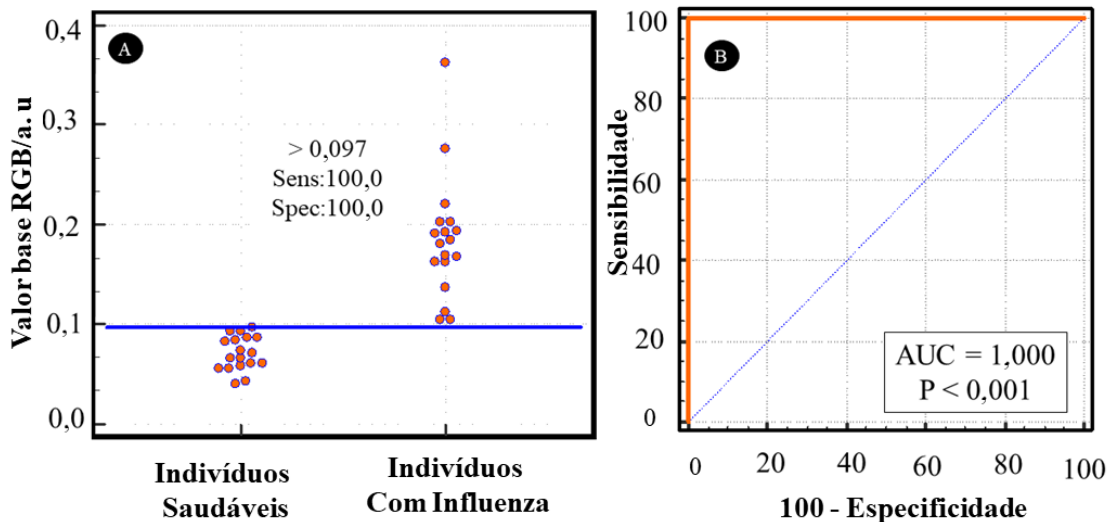 A
Valor base RGB/a. u
0,4
0,3
0,2
0,1
0,0
> 0,097
Sens:100,0
Spec:100,0
Indivíduos
Saudáveis
Indivíduos
Com Influenza
B
Sensibilidade
100
80
60
40
20
0
AUC = 1,000
P < 0,001
0
20
40
60
80
100
100 - Especificidade